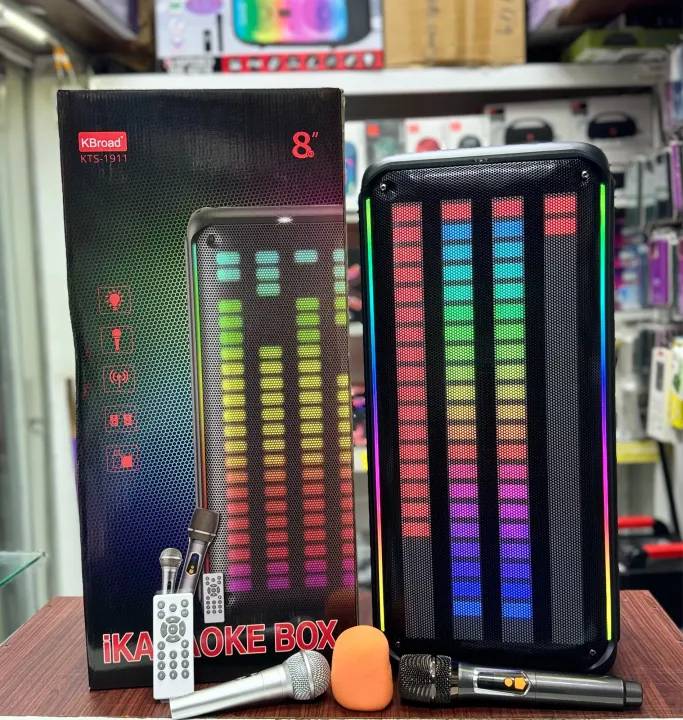 KBroad
KTS-1911
8"
iKARAOKE BOX